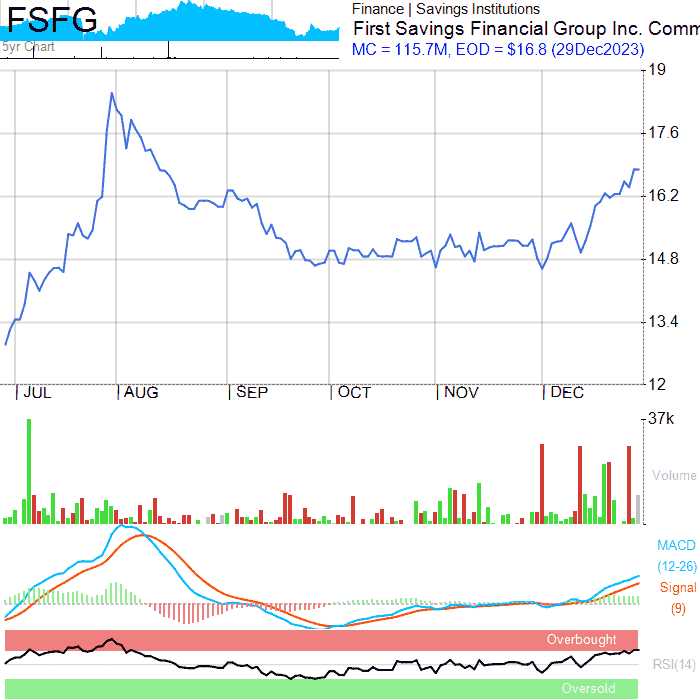 FSFG
5yr Chart
Finance | Savings Institutions
First Savings Financial Group Inc. Comm
MC = 115.7M, EOD = $16.8 (29Dec2023)
19
17.6
16.2
14.8
13.4
12
JUL AUG SEP OCT NOV DEC
37k
Volume
MACD
(12-26)
Signal
(9)
Overbought
RSI(14)
Oversold